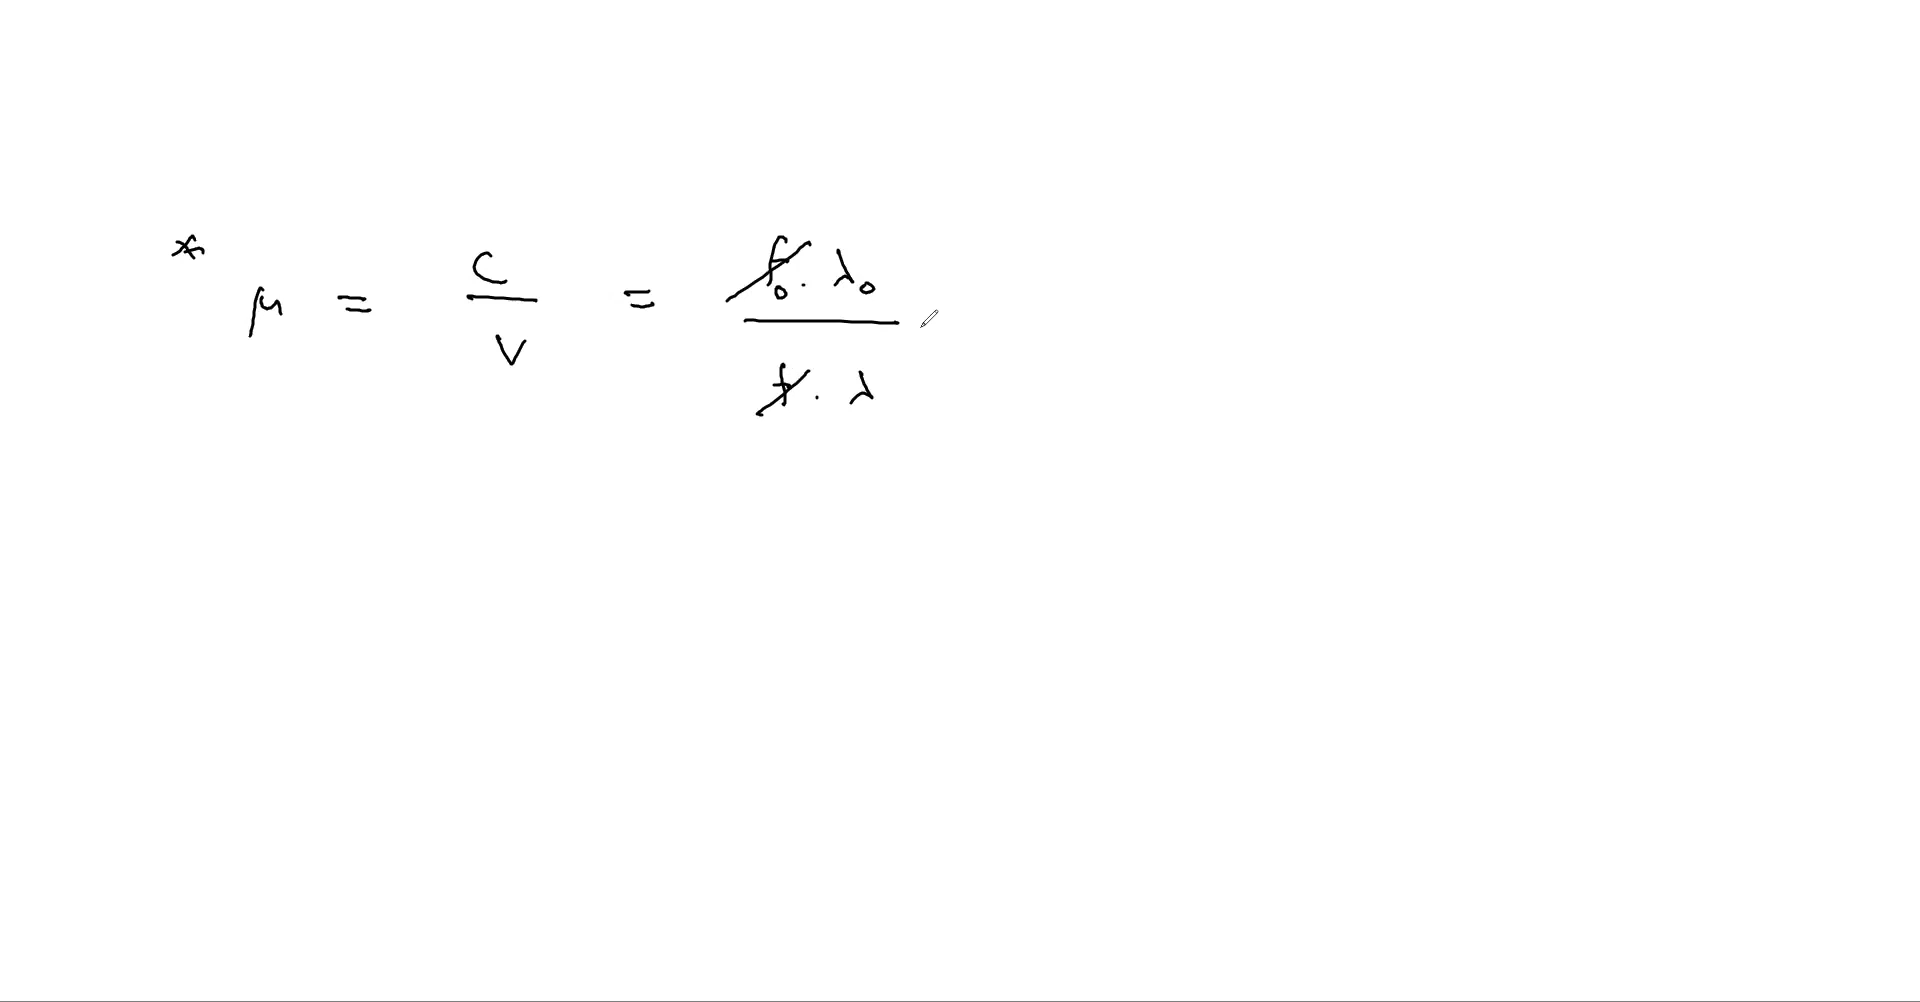 * μ = c / v = f₀ . λ₀ / f . λ